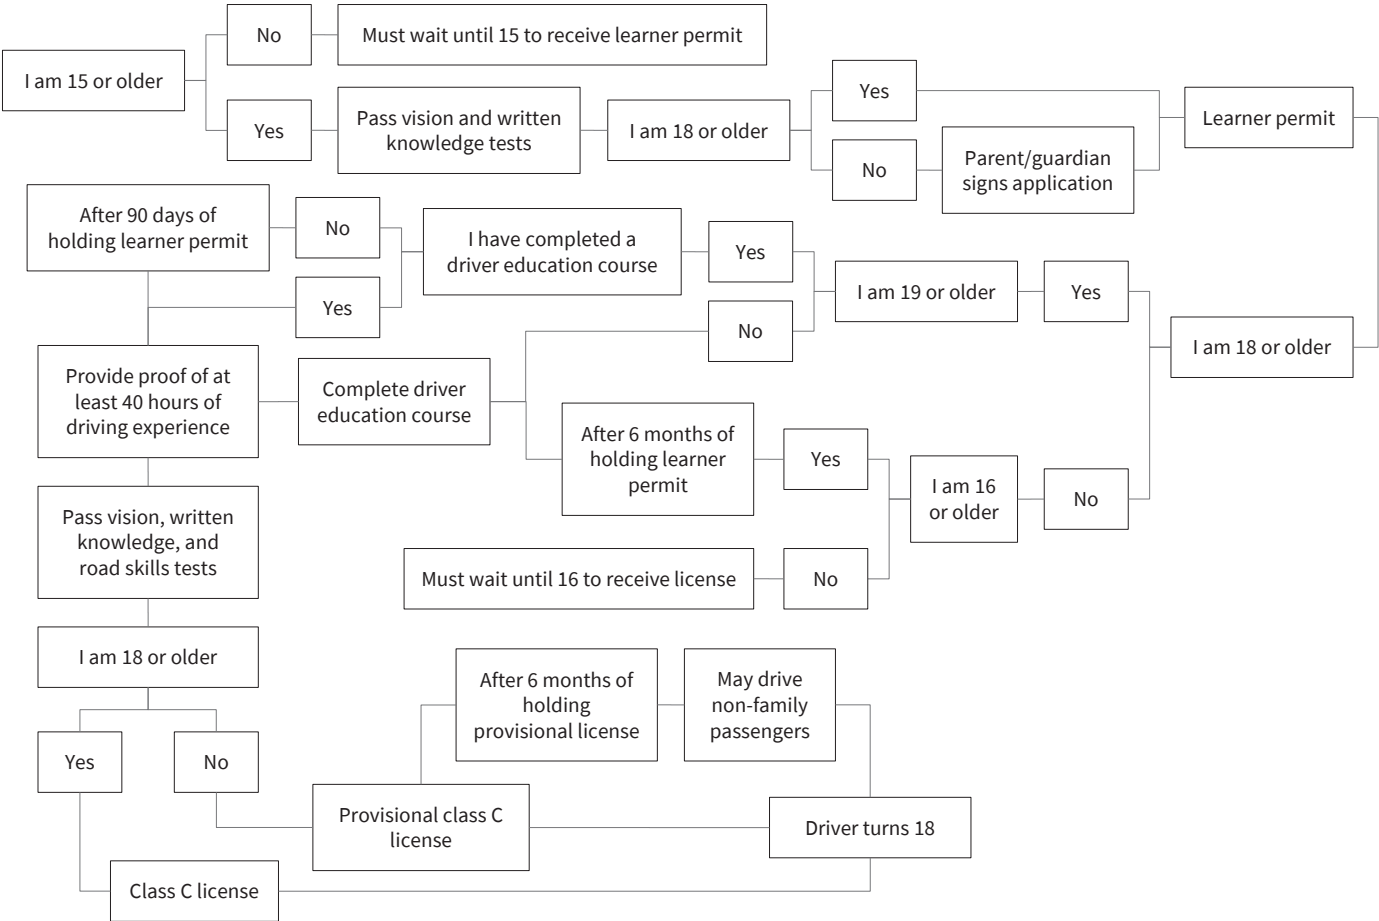 I am 15 or older
No
Must wait until 15 to receive learner permit
Yes
Pass vision and written
knowledge tests
I am 18 or older
Yes
No
Parent/guardian
signs application
Learner permit
I am 18 or older
Yes
I am 19 or older
Yes
No
I have completed a
driver education course
No
Yes
After 90 days of
holding learner permit
No
I am 16
or older
Yes
No
Must wait until 16 to receive license
After 6 months of
holding learner
permit
Complete driver
education course
Provide proof of at
least 40 hours of
driving experience
Pass vision, written
knowledge, and
road skills tests
I am 18 or older
Yes
No
Provisional class C
license
After 6 months of
holding
provisional license
May drive
non-family
passengers
Driver turns 18
Class C license